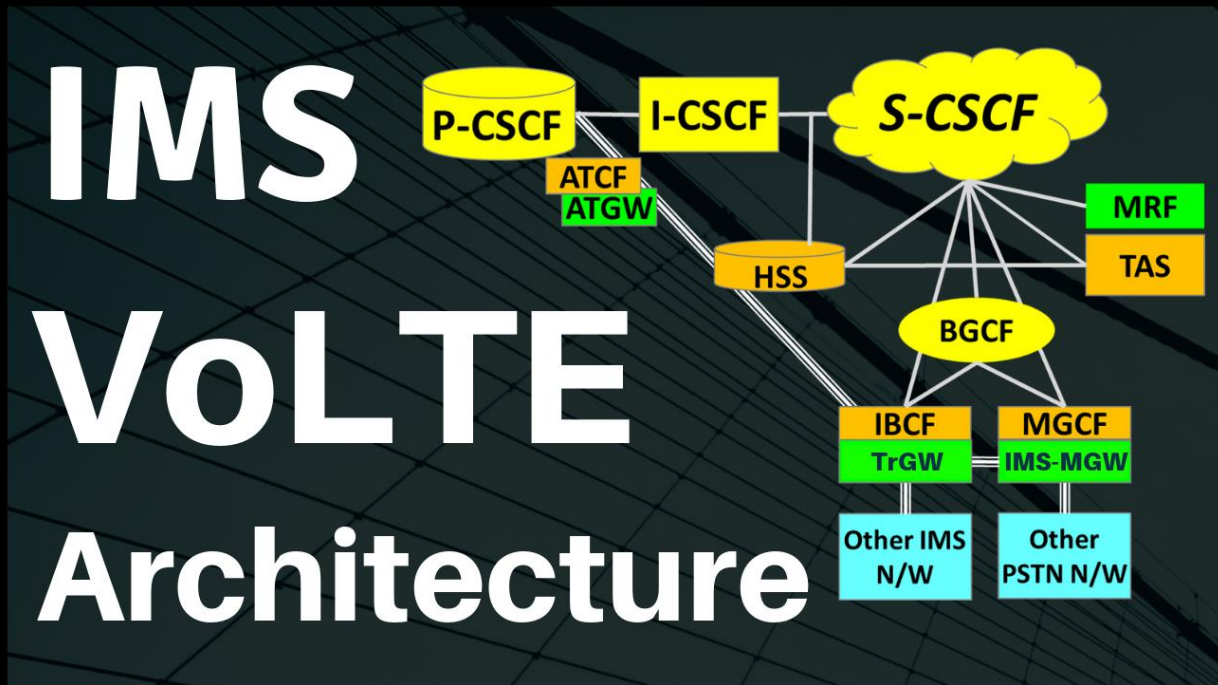 IMS
VoLTE
Architecture
P-CSCF
I-CSCF
S-CSCF
ATCF
ATGW
MRF
TAS
HSS
BGCF
IBCF
MGCF
TrGW
IMS-MGW
Other IMS
N/W
Other
PSTN N/W